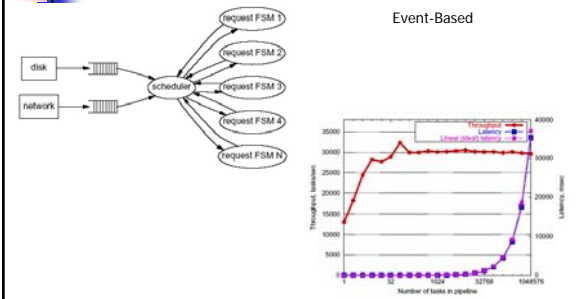 Event-Based
request FSM 1
request FSM 2
disk
scheduler
request FSM 3
network
request FSM 4
request FSM N
Throughput
Latency
Linear (ideal) latency
40000
35000
30000
30000
25000
20000
20000
15000
10000
10000
5000
0
0
1
32
1024
32768
1048576
Throughput, tasks/sec
Latency, msec
Number of tasks in pipeline